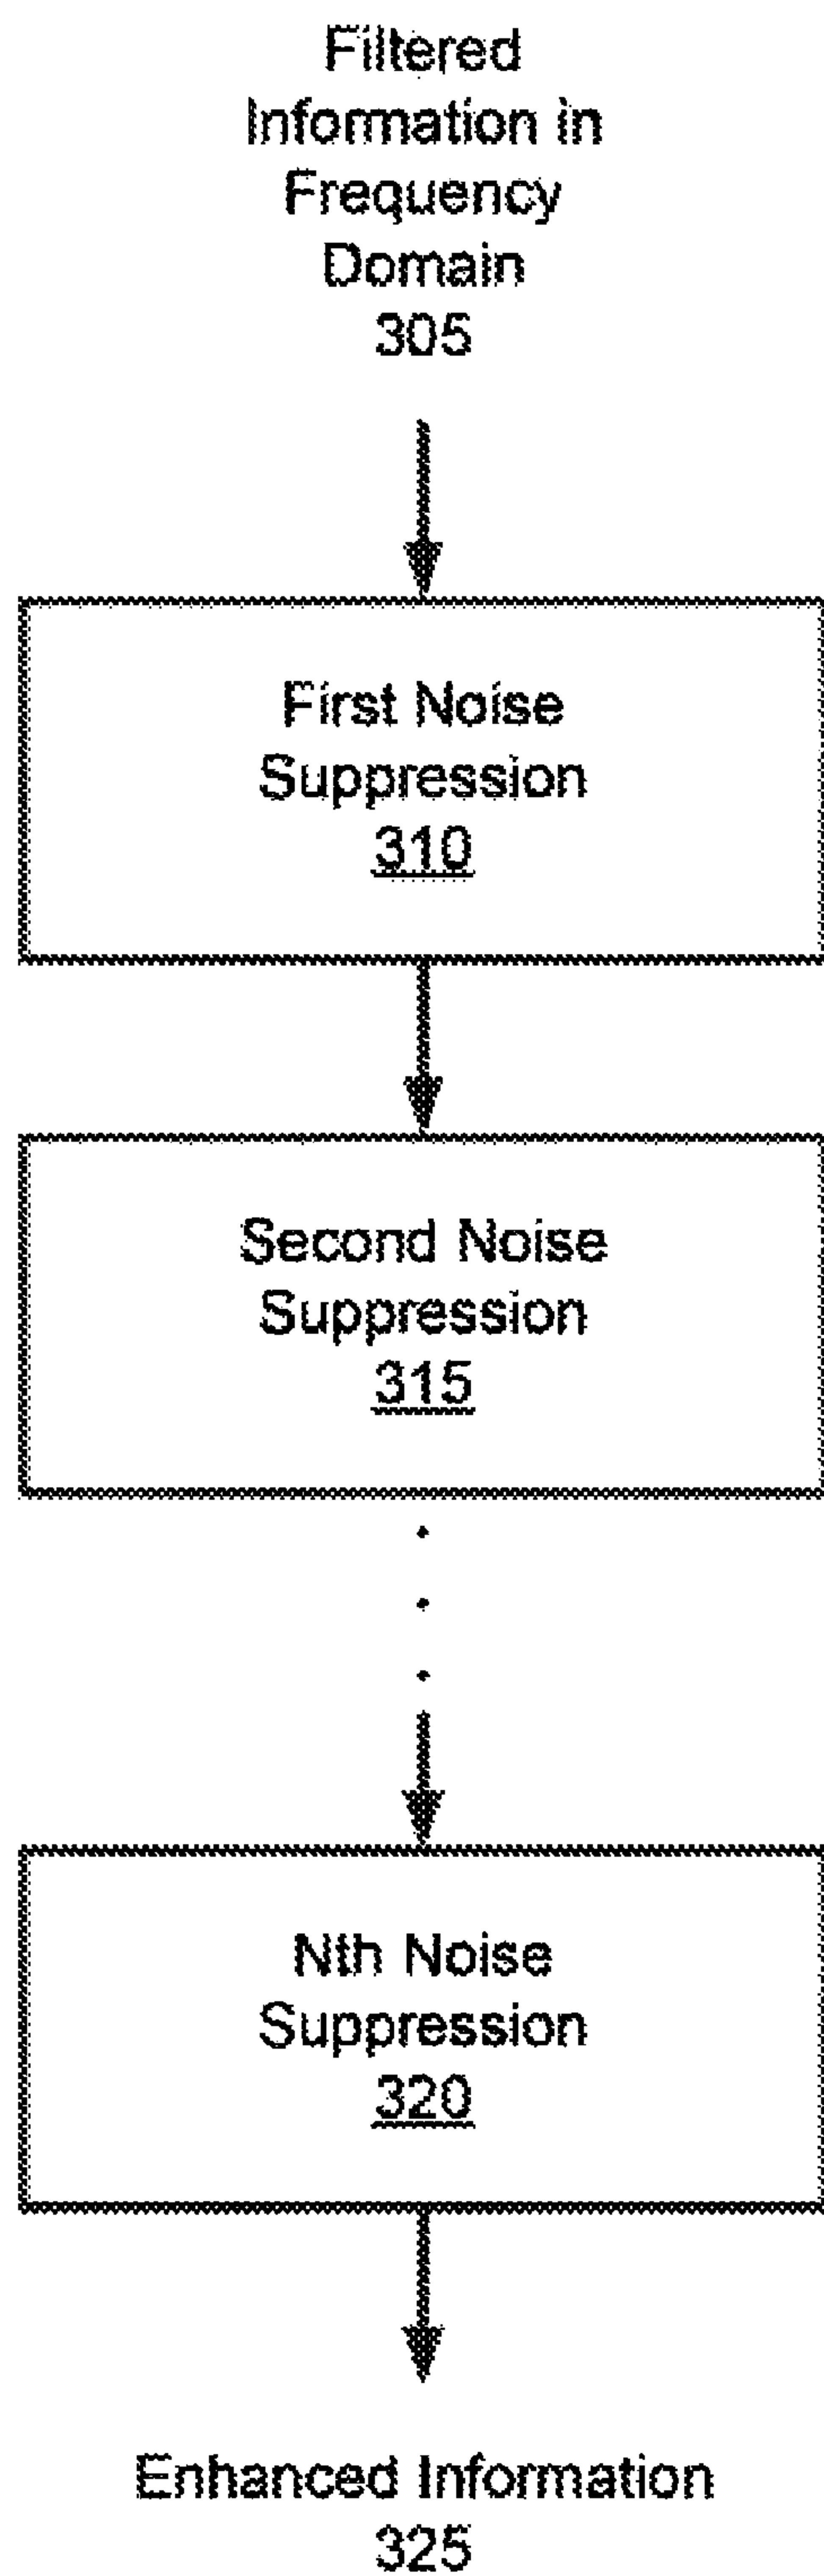 Filtered
Information in
Frequency
Domain
305
First Noise
Suppression
310
Second Noise
Suppression
315
Nth Noise
Suppression
320
Enhanced Information
325